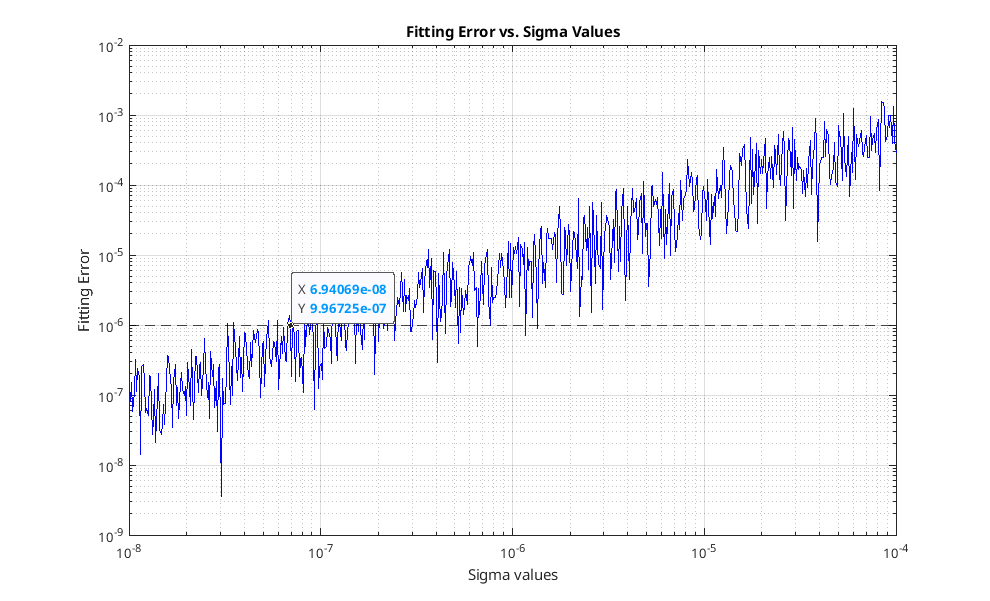 Fitting Error vs. Sigma Values
10-2
10-3
10-4
10-5
10-6
10-7
10-8
10-9
Fitting Error
X 6.94069e-08
Y 9.96725e-07
10-8
10-7
10-6
10-5
10-4
Sigma values